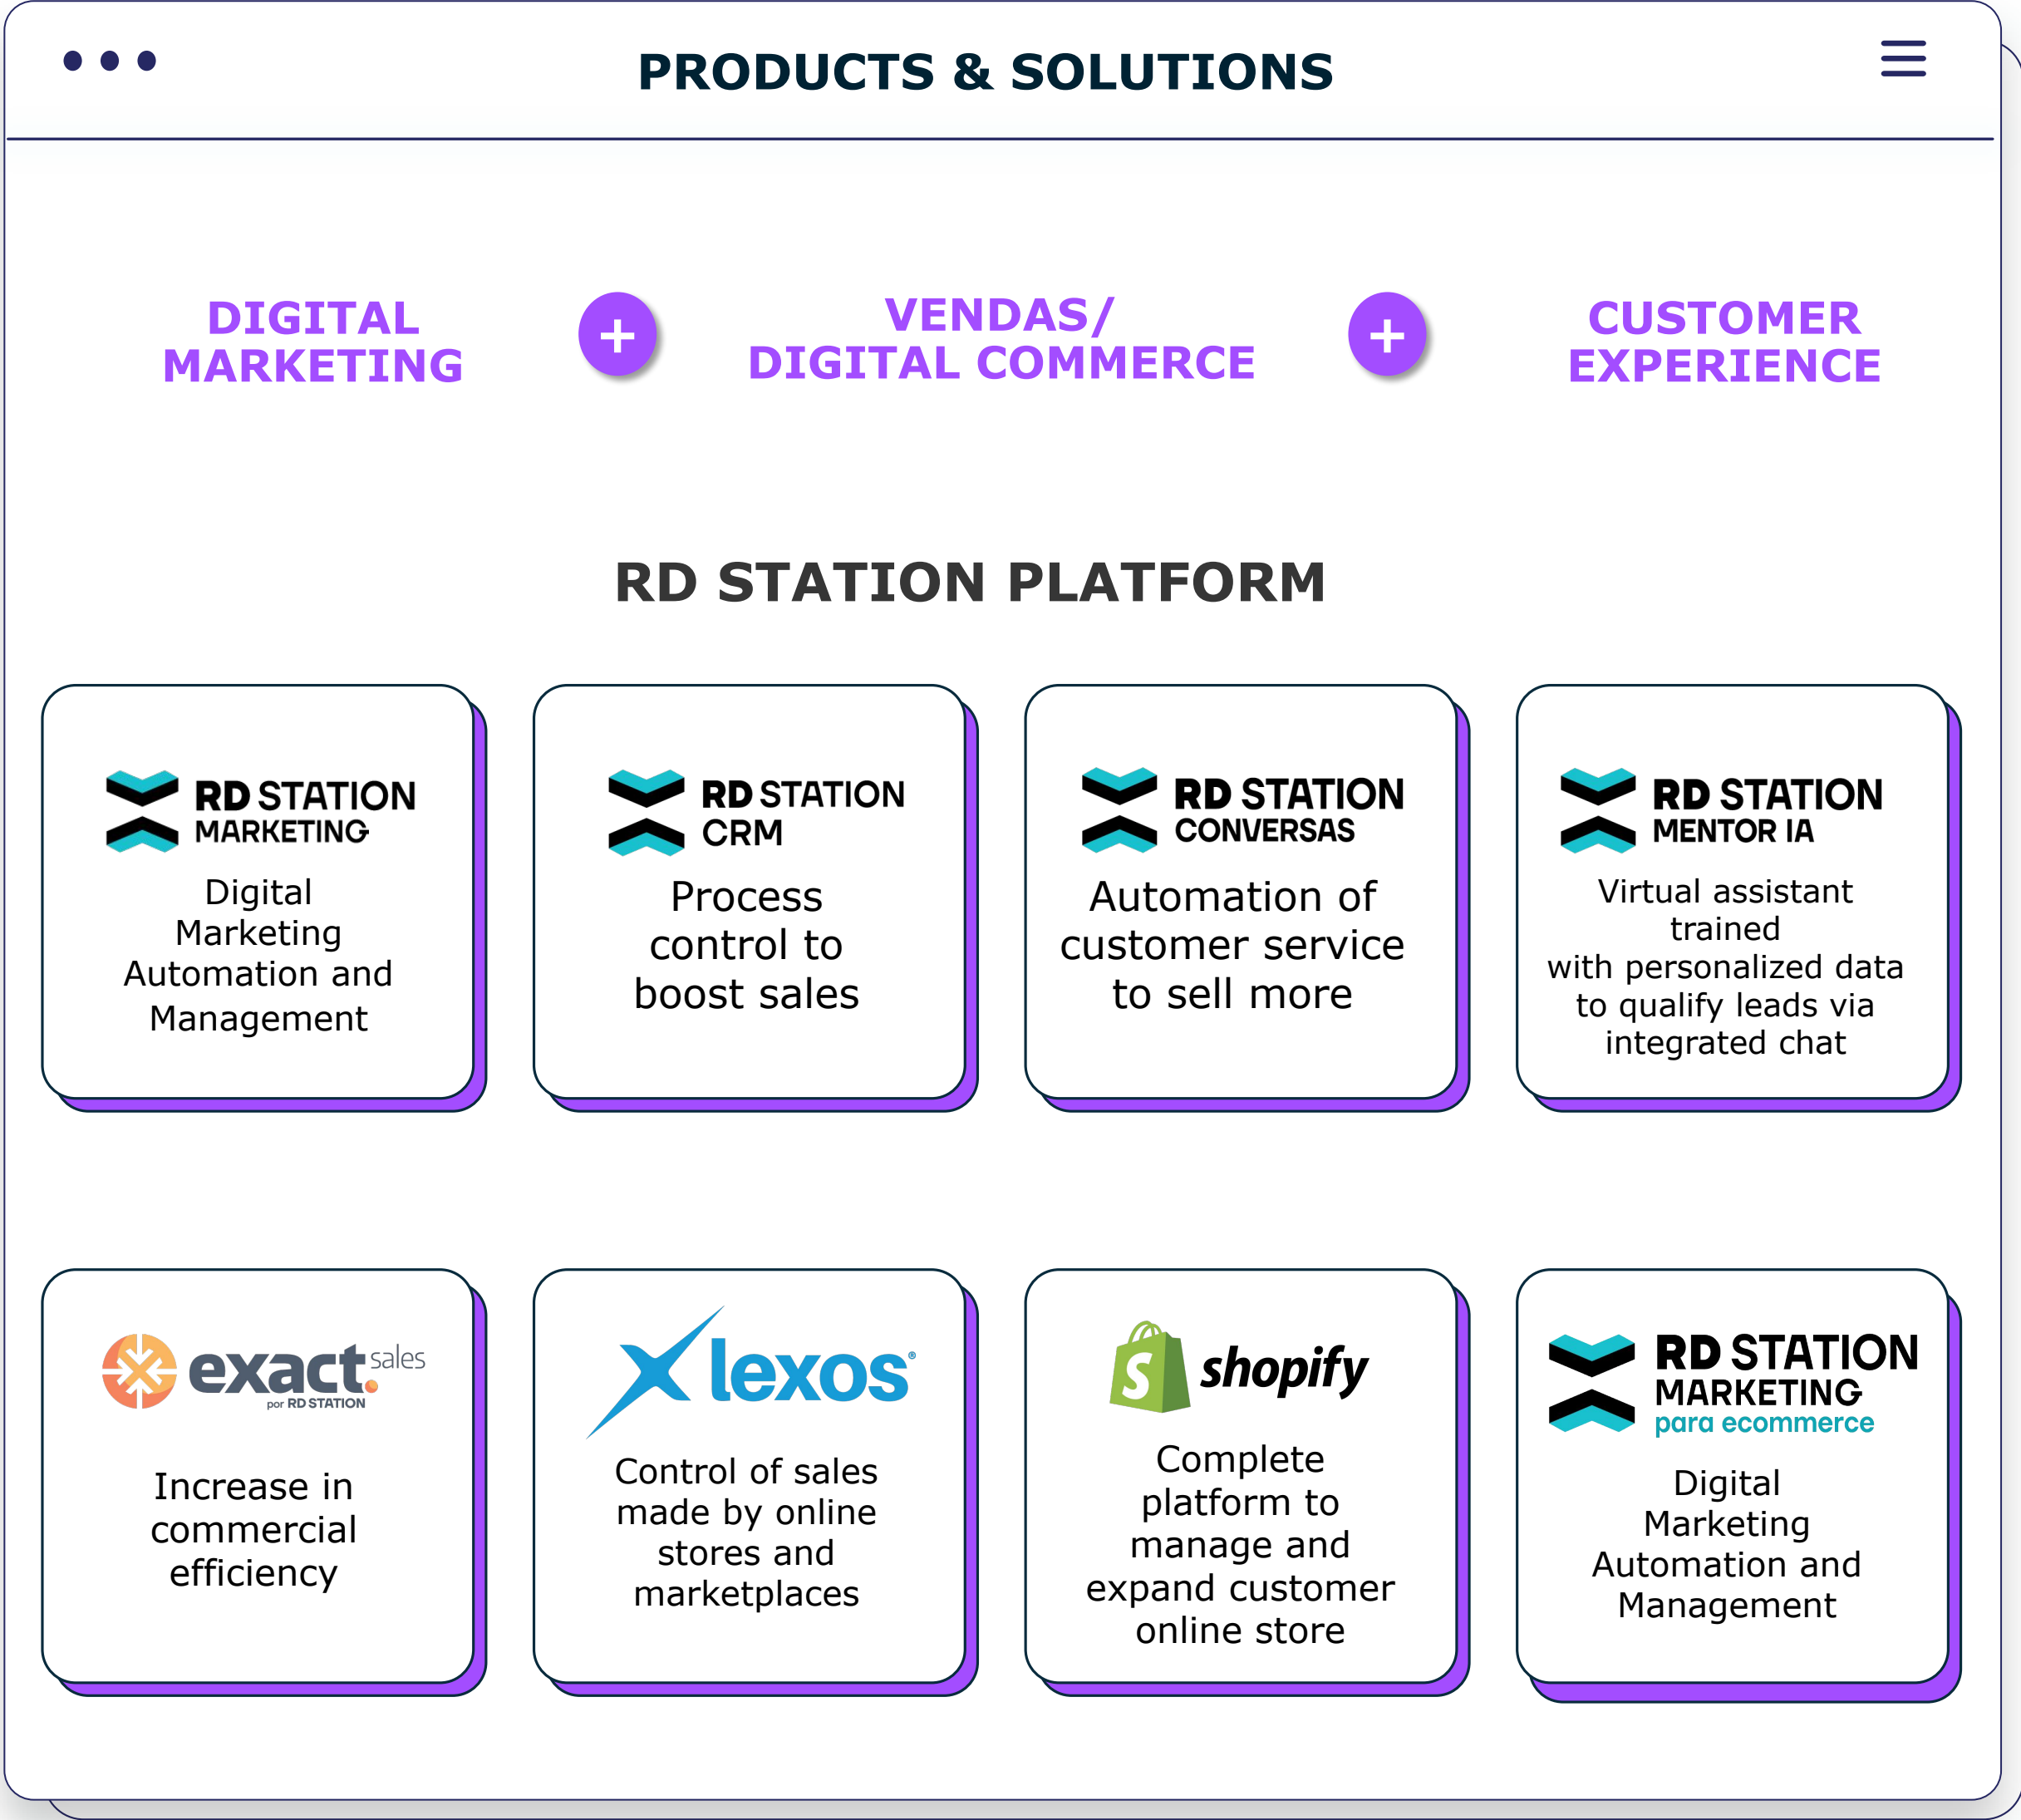 PRODUCTS & SOLUTIONS
DIGITAL
MARKETING
+
VENDAS/
DIGITAL COMMERCE
+
CUSTOMER
EXPERIENCE
RD STATION PLATFORM
RD STATION
MARKETING
Digital
Marketing
Automation and
Management
RD STATION
CRM
Process
control to
boost sales
RD STATION
CONVERSAS
Automation of
customer service
to sell more
RD STATION
MENTOR IA
Virtual assistant
trained
with personalized data
to qualify leads via
integrated chat
exact.sales
por RD STATION
Increase in
commercial
efficiency
lexos®
Control of sales
made by online
stores and
marketplaces
shopify
Complete
platform to
manage and
expand customer
online store
RD STATION
MARKETING
para ecommerce
Digital
Marketing
Automation and
Management